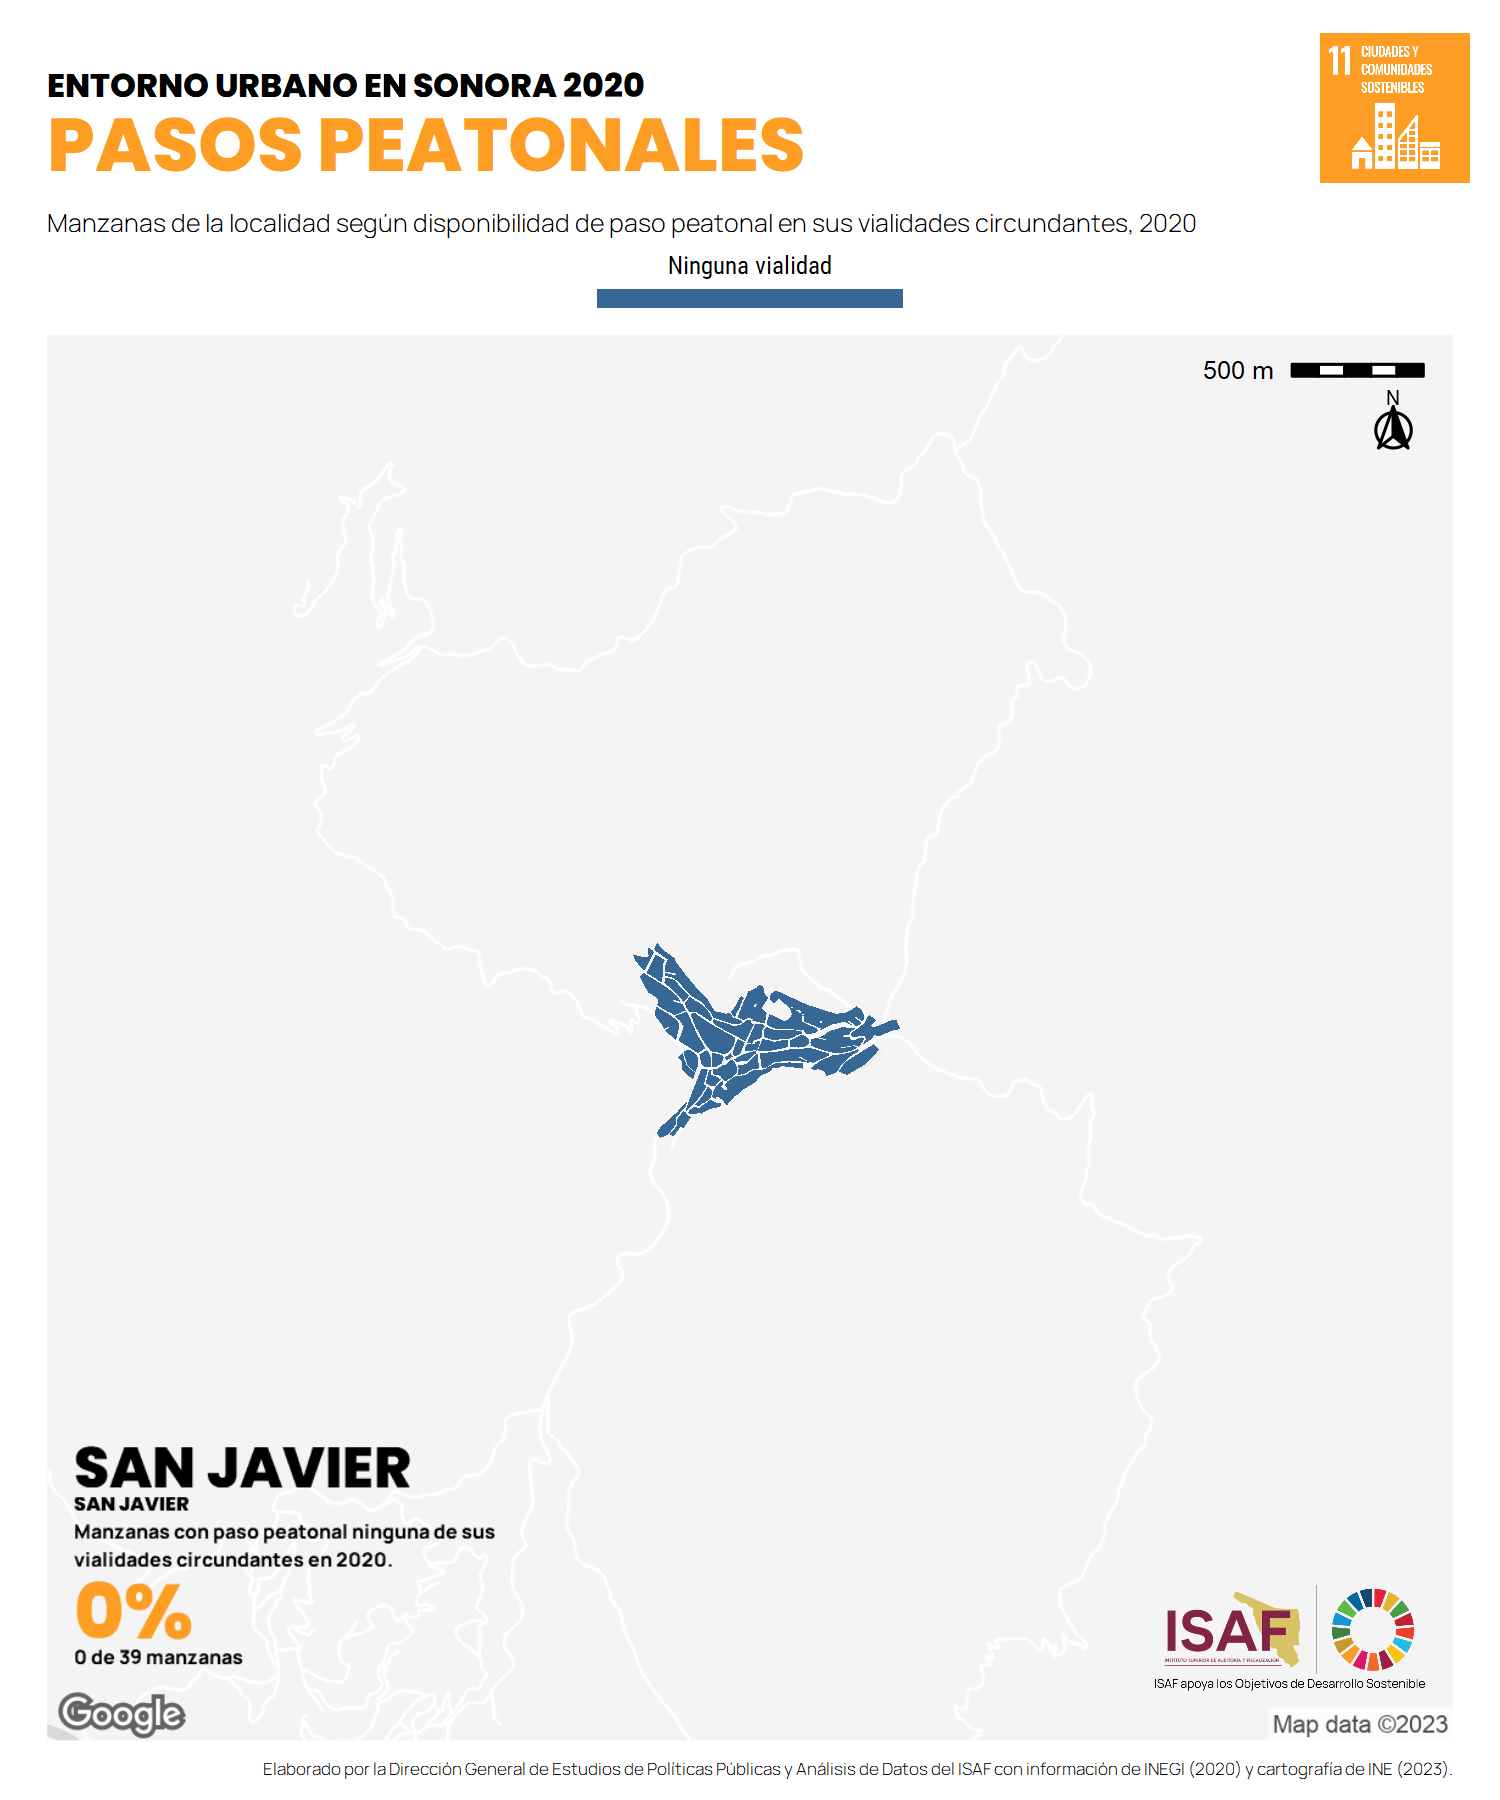 11 CIUDADES Y
COMUNIDADES
SOSTENIBLES
ENTORNO URBANO EN SONORA 2020
PASOS PEATONALES
Manzanas de la localidad según disponibilidad de paso peatonal en sus vialidades circundantes, 2020
Ninguna vialidad
500 m
N
SAN JAVIER
SAN JAVIER
Manzanas con paso peatonal ninguna de sus
vialidades circundantes en 2020.
0%
0 de 39 manzanas
ISAF
INSTITUTO SUPERIOR DE AUDITORÍA Y FISCALIZACIÓN
ISAF apoya los Objetivos de Desarrollo Sostenible
Google
Map data ©2023
Elaborado por la Dirección General de Estudios de Políticas Públicas y Análisis de Datos del ISAF con información de INEGI (2020) y cartografía de INE (2023).